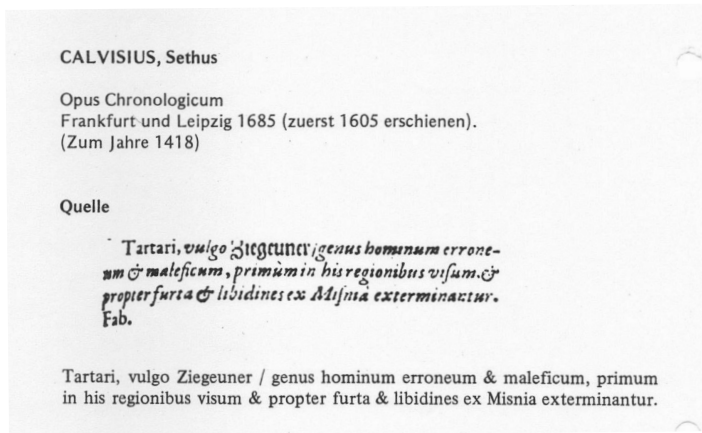 CALVISIUS, Sethus
Opus Chronologicum
Frankfurt und Leipzig 1685 (zuerst 1605 erschienen).
(Zum Jahre 1418)
Quelle
Tartari, vulgo Ziegeuner / genus hominum errone-
um & maleficum, primùm in his regionibus visum. &
propter furta & libidines ex Misniâ exterminantur.
Fab.
Tartari, vulgo Ziegeuner / genus hominum erroneum & maleficum, primum
in his regionibus visum & propter furta & libidines ex Misnia exterminantur.